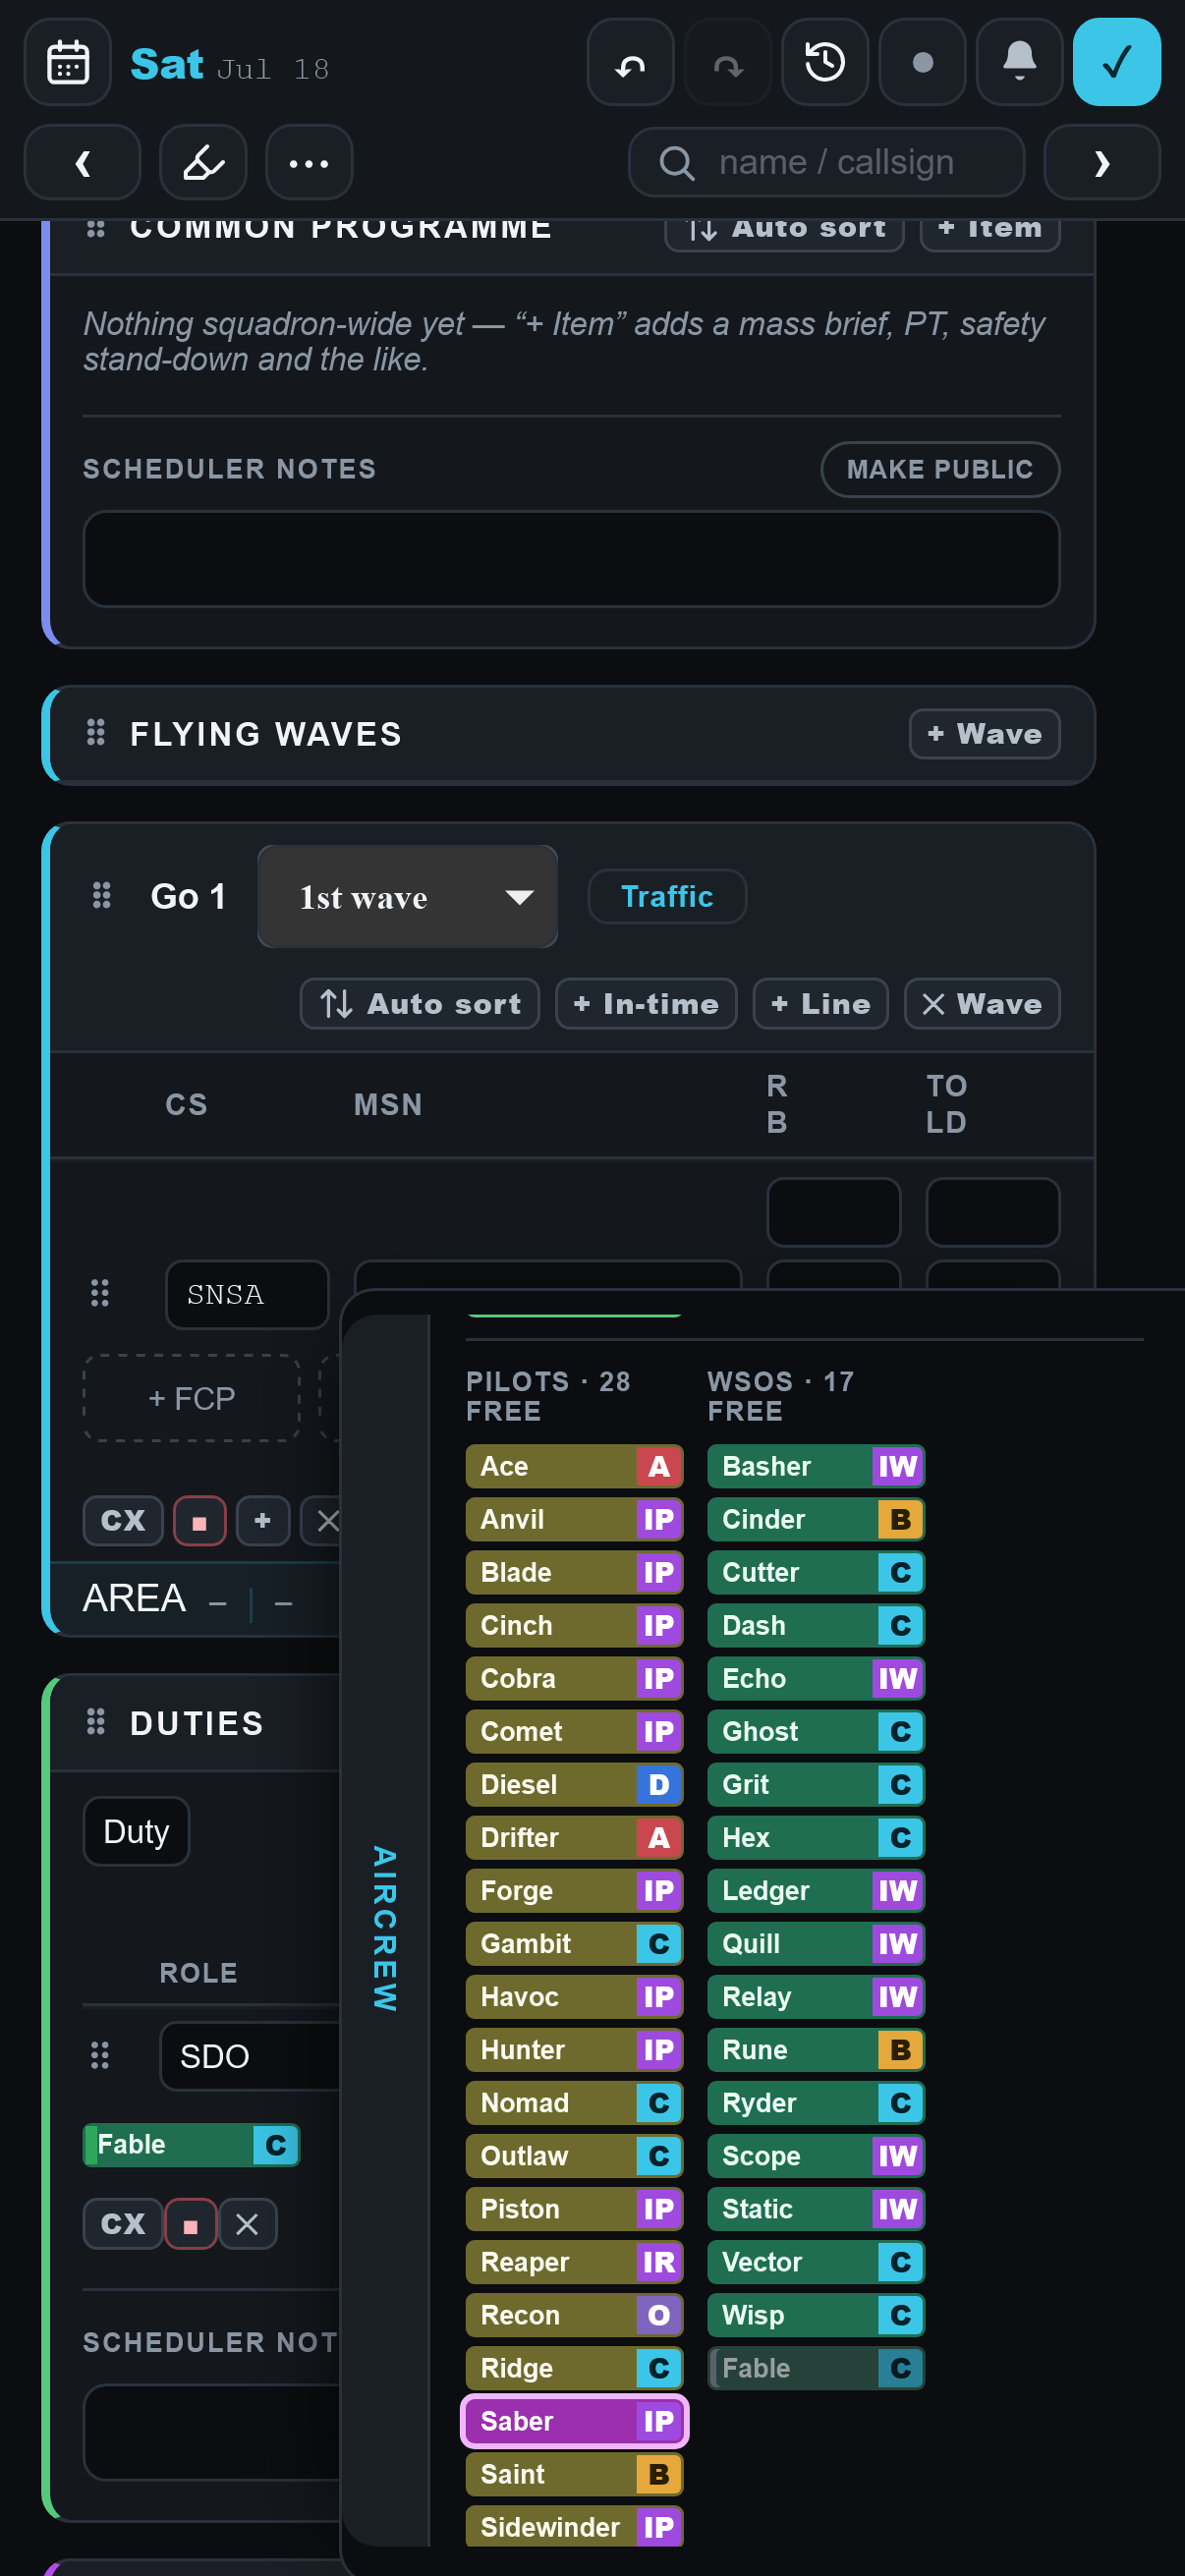 Sat Jul 18
name / callsign
COMMON PROGRAMME
Auto sort
+ Item
Nothing squadron-wide yet — “+ Item” adds a mass brief, PT, safety
stand-down and the like.
SCHEDULER NOTES
MAKE PUBLIC
FLYING WAVES
+ Wave
Go 1
1st wave
Traffic
Auto sort
+ In-time
+ Line
× Wave
CS
MSN
R
B
TO
LD
SNSA
+ FCP
CX
+
×
AREA – | –
DUTIES
Duty
ROLE
SDO
Fable C
CX
×
SCHEDULER NOT
AIRCREW
PILOTS · 28
FREE
Ace A
Anvil IP
Blade IP
Cinch IP
Cobra IP
Comet IP
Diesel D
Drifter A
Forge IP
Gambit C
Havoc IP
Hunter IP
Nomad C
Outlaw C
Piston IP
Reaper IR
Recon O
Ridge C
Saber IP
Saint B
Sidewinder IP
WSOS · 17
FREE
Basher IW
Cinder B
Cutter C
Dash C
Echo IW
Ghost C
Grit C
Hex C
Ledger IW
Quill IW
Relay IW
Rune B
Ryder C
Scope IW
Static IW
Vector C
Wisp C
Fable C